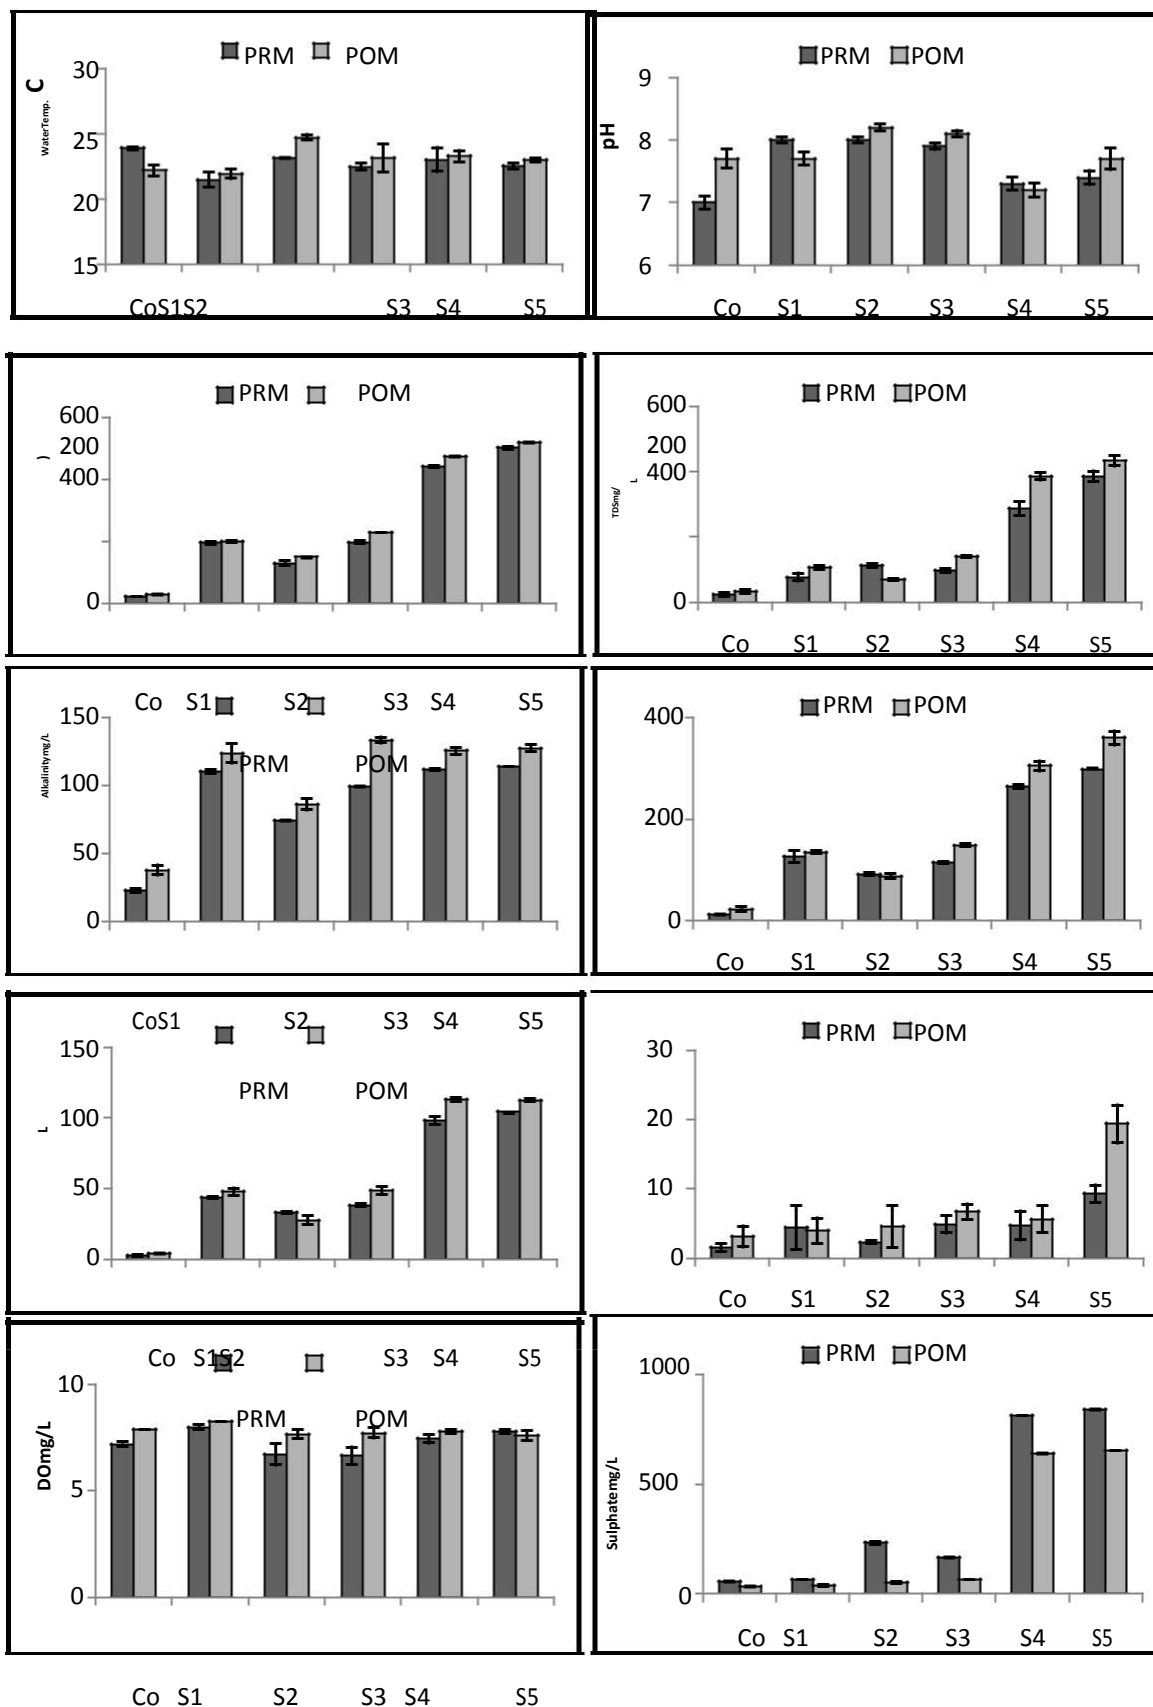 PRM POM
30
25
20
15
WaterTemp. C
CoS1S2 S3 S4 S5
PRM POM
9
8
7
6
pH
Co S1 S2 S3 S4 S5
PRM POM
600
200
400
0
)
PRM POM
600
200
400
0
TDSmg/
L
Co S1 S2 S3 S4 S5
Co S1 S2 S3 S4 S5
150
100
50
0
Alkalinitymg/L
PRM POM
PRM POM
400
200
0
Co S1 S2 S3 S4 S5
CoS1 S2 S3 S4 S5
150
100
50
0
L
PRM POM
PRM POM
30
20
10
0
Co S1 S2 S3 S4 S5
Co S1S2 S3 S4 S5
10
5
0
DOmg/L
PRM POM
Co S1 S2 S3 S4 S5
PRM POM
1000
500
0
Sulphatemg/L
Co S1 S2 S3 S4 S5